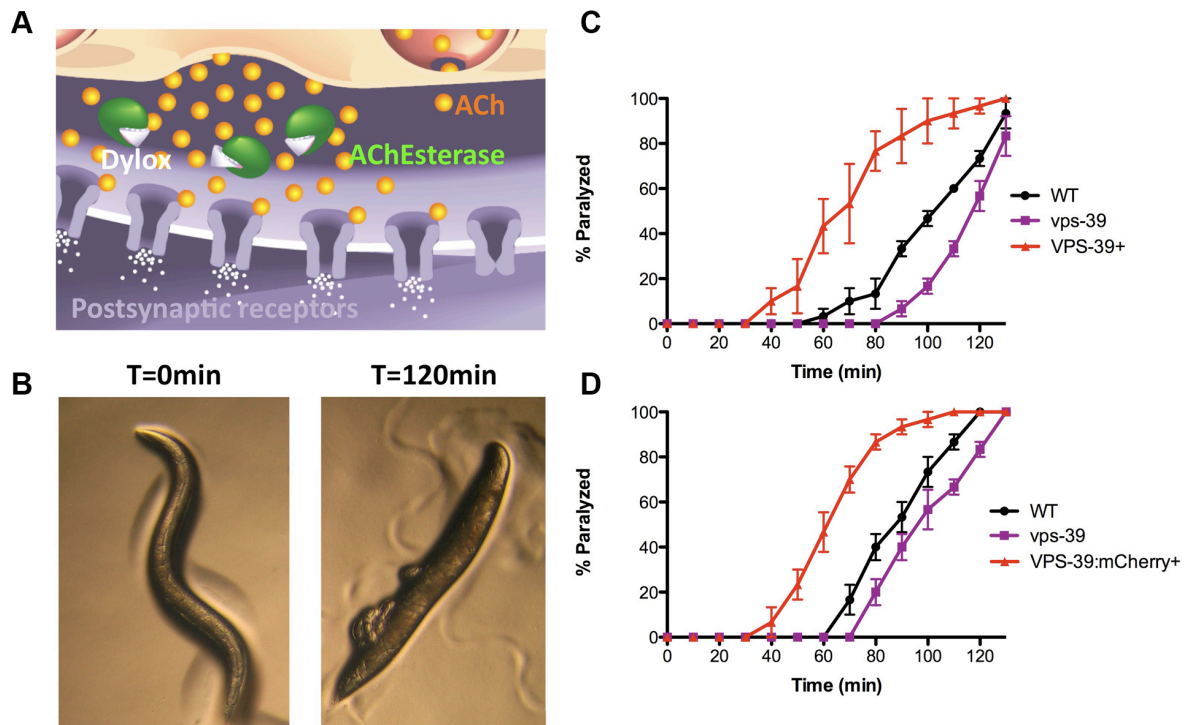 A
ACh
Dylox
AChEsterase
Postsynaptic receptors
B
T=0min
T=120min
C
% Paralyzed
100
80
60
40
20
0
0 20 40 60 80 100 120
Time (min)
WT
vps-39
VPS-39+
D
% Paralyzed
100
80
60
40
20
0
0 20 40 60 80 100 120
Time (min)
WT
vps-39
VPS-39:mCherry+